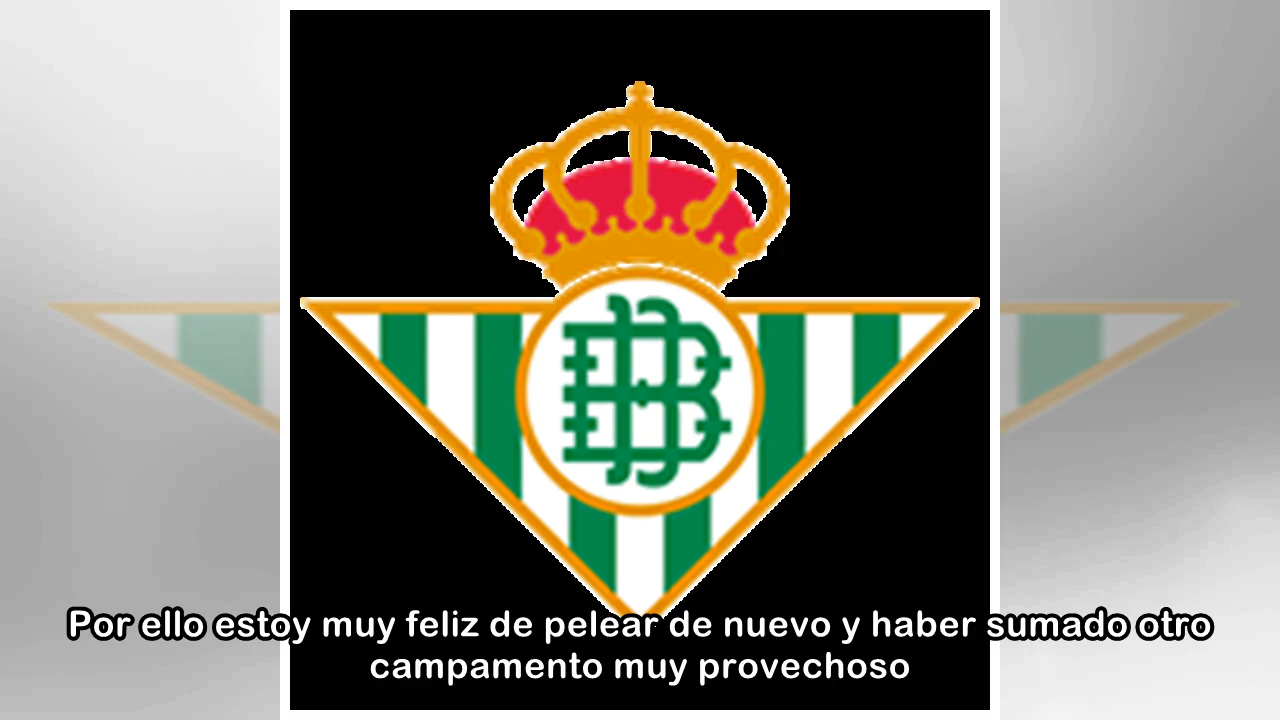 Por ello estoy muy feliz de pelear de nuevo y haber sumado otro
campamento muy provechoso